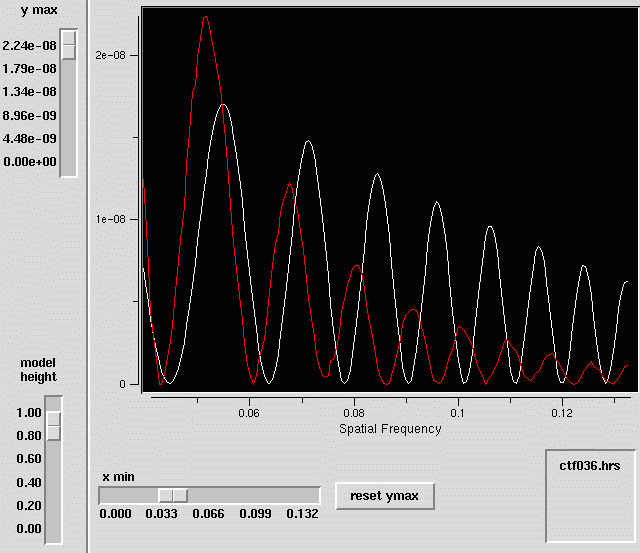 y max
2.24e-08
1.79e-08
1.34e-08
8.96e-09
4.48e-09
0.00e+00
2e-08
1e-08
0
0.06 0.08 0.1 0.12
Spatial Frequency
model
height
1.00
0.80
0.60
0.40
0.20
0.00
x min
0.000 0.033 0.066 0.099 0.132
reset ymax
ctf036.hrs